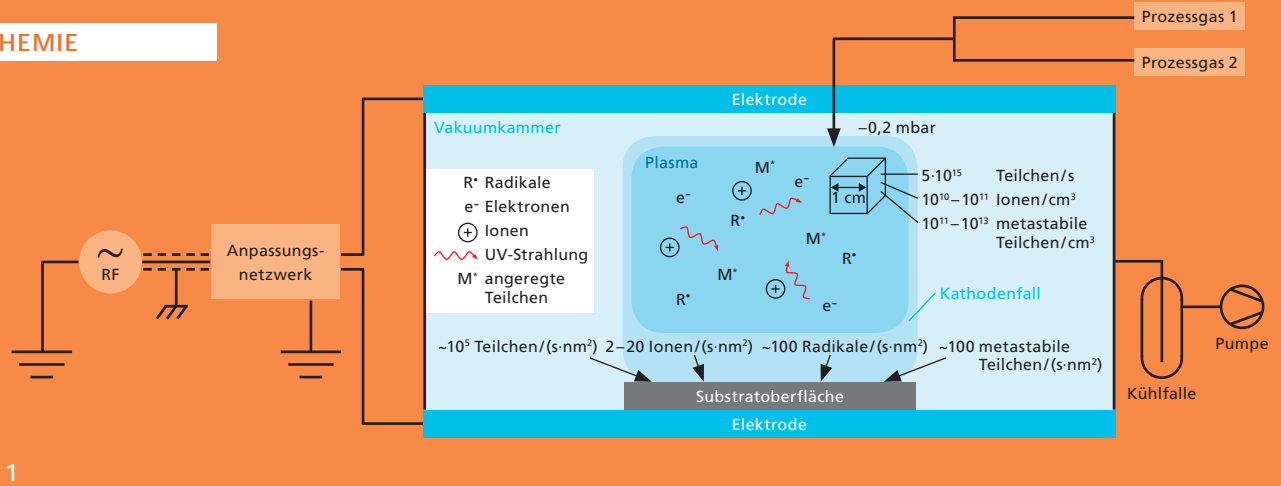 HEMIE
Prozessgas 1
Prozessgas 2
Elektrode
Vakuumkammer
~0,2 mbar
Plasma
R• Radikale
e⁻ Elektronen
+ Ionen
UV-Strahlung
M* angeregte
Teilchen
M*
e⁻
+
e⁻
R•
+
M*
R•
M*
+
R•
e⁻
1 cm
5·10¹⁵ Teilchen/s
10¹⁰–10¹¹ Ionen/cm³
10¹¹–10¹³ metastabile
Teilchen/cm³
Kathodenfall
~
RF
Anpassungs-
netzwerk
~10⁵ Teilchen/(s·nm²) 2–20 Ionen/(s·nm²) ~100 Radikale/(s·nm²) ~100 metastabile
Teilchen/(s·nm²)
Substratoberfläche
Elektrode
Pumpe
Kühlfalle
1